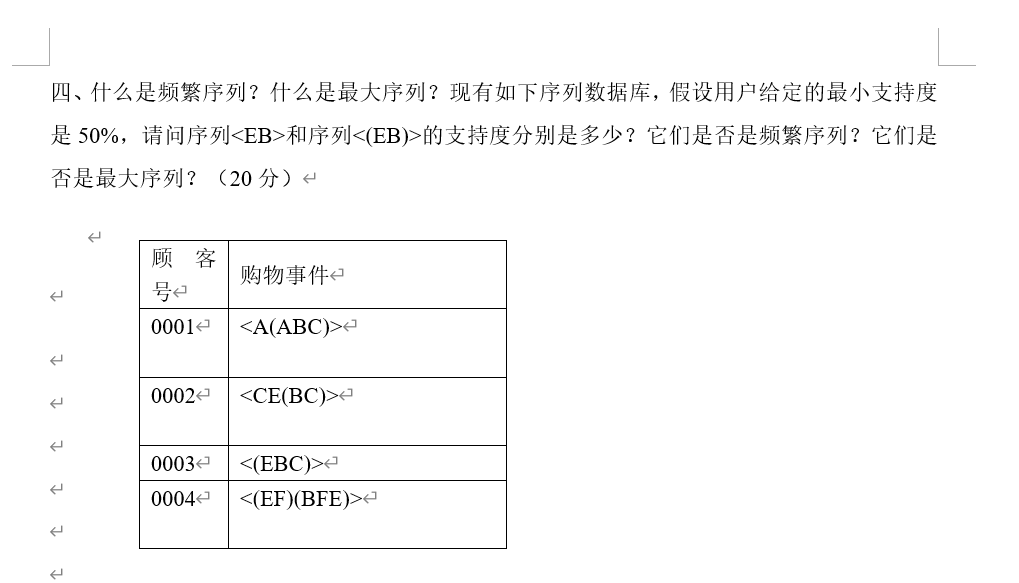 四、什么是频繁序列？什么是最大序列？现有如下序列数据库，假设用户给定的最小支持度
是 50%，请问序列<EB>和序列<(EB)>的支持度分别是多少？它们是否是频繁序列？它们是
否是最大序列？（20 分）
顾 客
号
购物事件
0001 <A(ABC)>
0002 <CE(BC)>
0003 <(EBC)>
0004 <(EF)(BFE)>